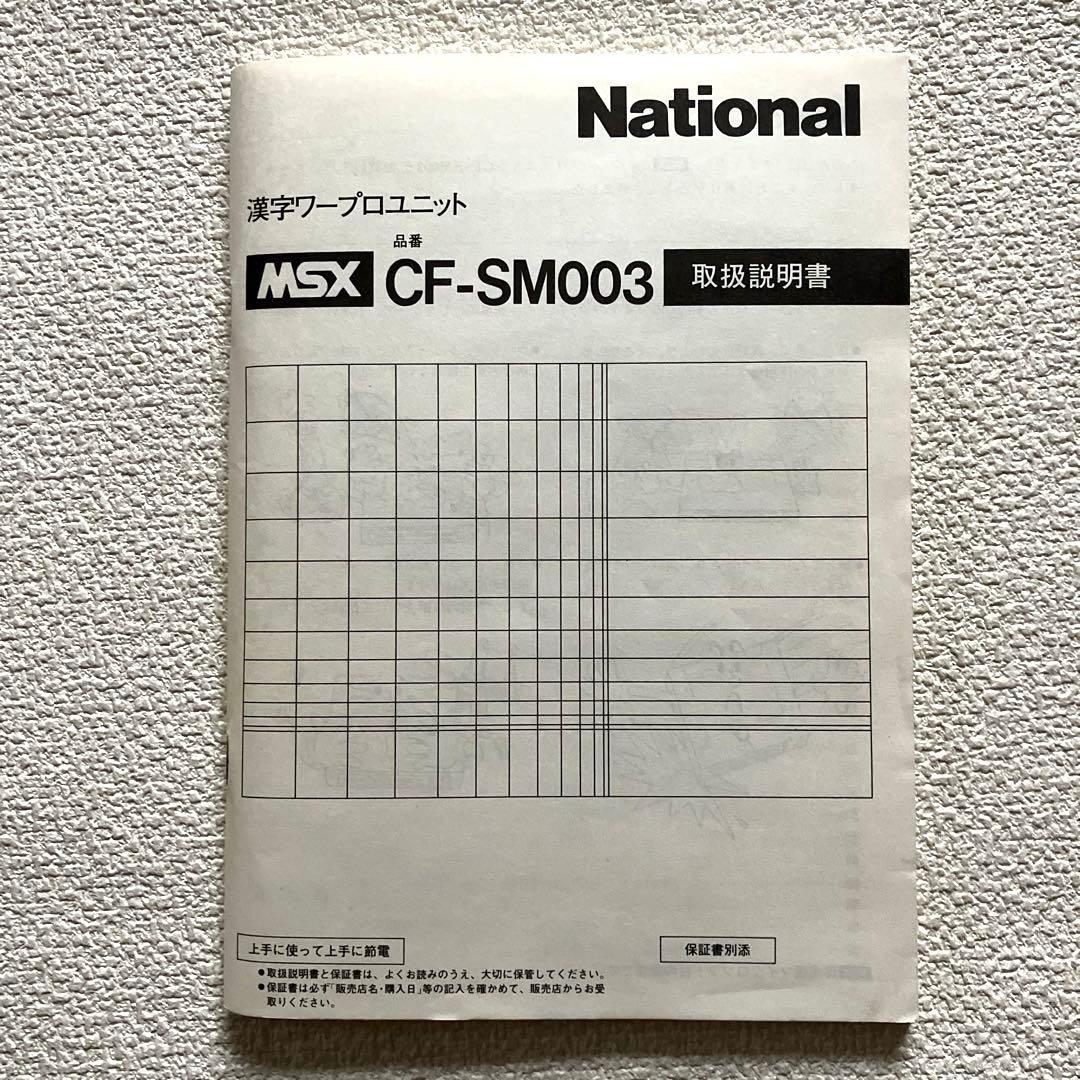 National
漢字ワープロユニット
品番
MSX CF-SM003 取扱説明書
上手に使って上手に節電
保証書別添
●取扱説明書と保証書は、よくお読みのうえ、大切に保管してください。
●保証書は必ず「販売店名・購入日」等の記入を確かめて、販売店からお受
取りください。